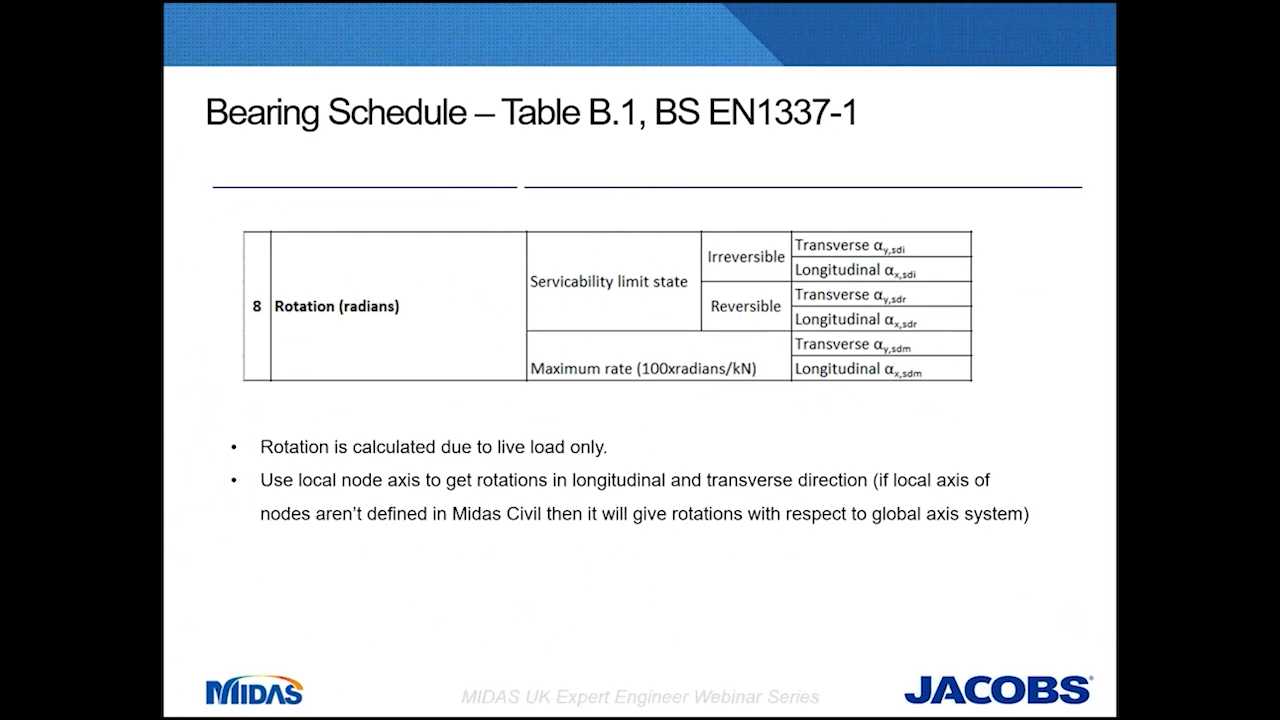 Bearing Schedule – Table B.1, BS EN1337-1
8 Rotation (radians)
Servicability limit state
Irreversible
Transverse αy,sdi
Longitudinal αx,sdi
Reversible
Transverse αy,sdr
Longitudinal αx,sdr
Maximum rate (100xradians/kN)
Transverse αy,sdm
Longitudinal αx,sdm
• Rotation is calculated due to live load only.
• Use local node axis to get rotations in longitudinal and transverse direction (if local axis of
nodes aren't defined in Midas Civil then it will give rotations with respect to global axis system)
MIDAS
MIDAS UK Expert Engineer Webinar Series
JACOBS®